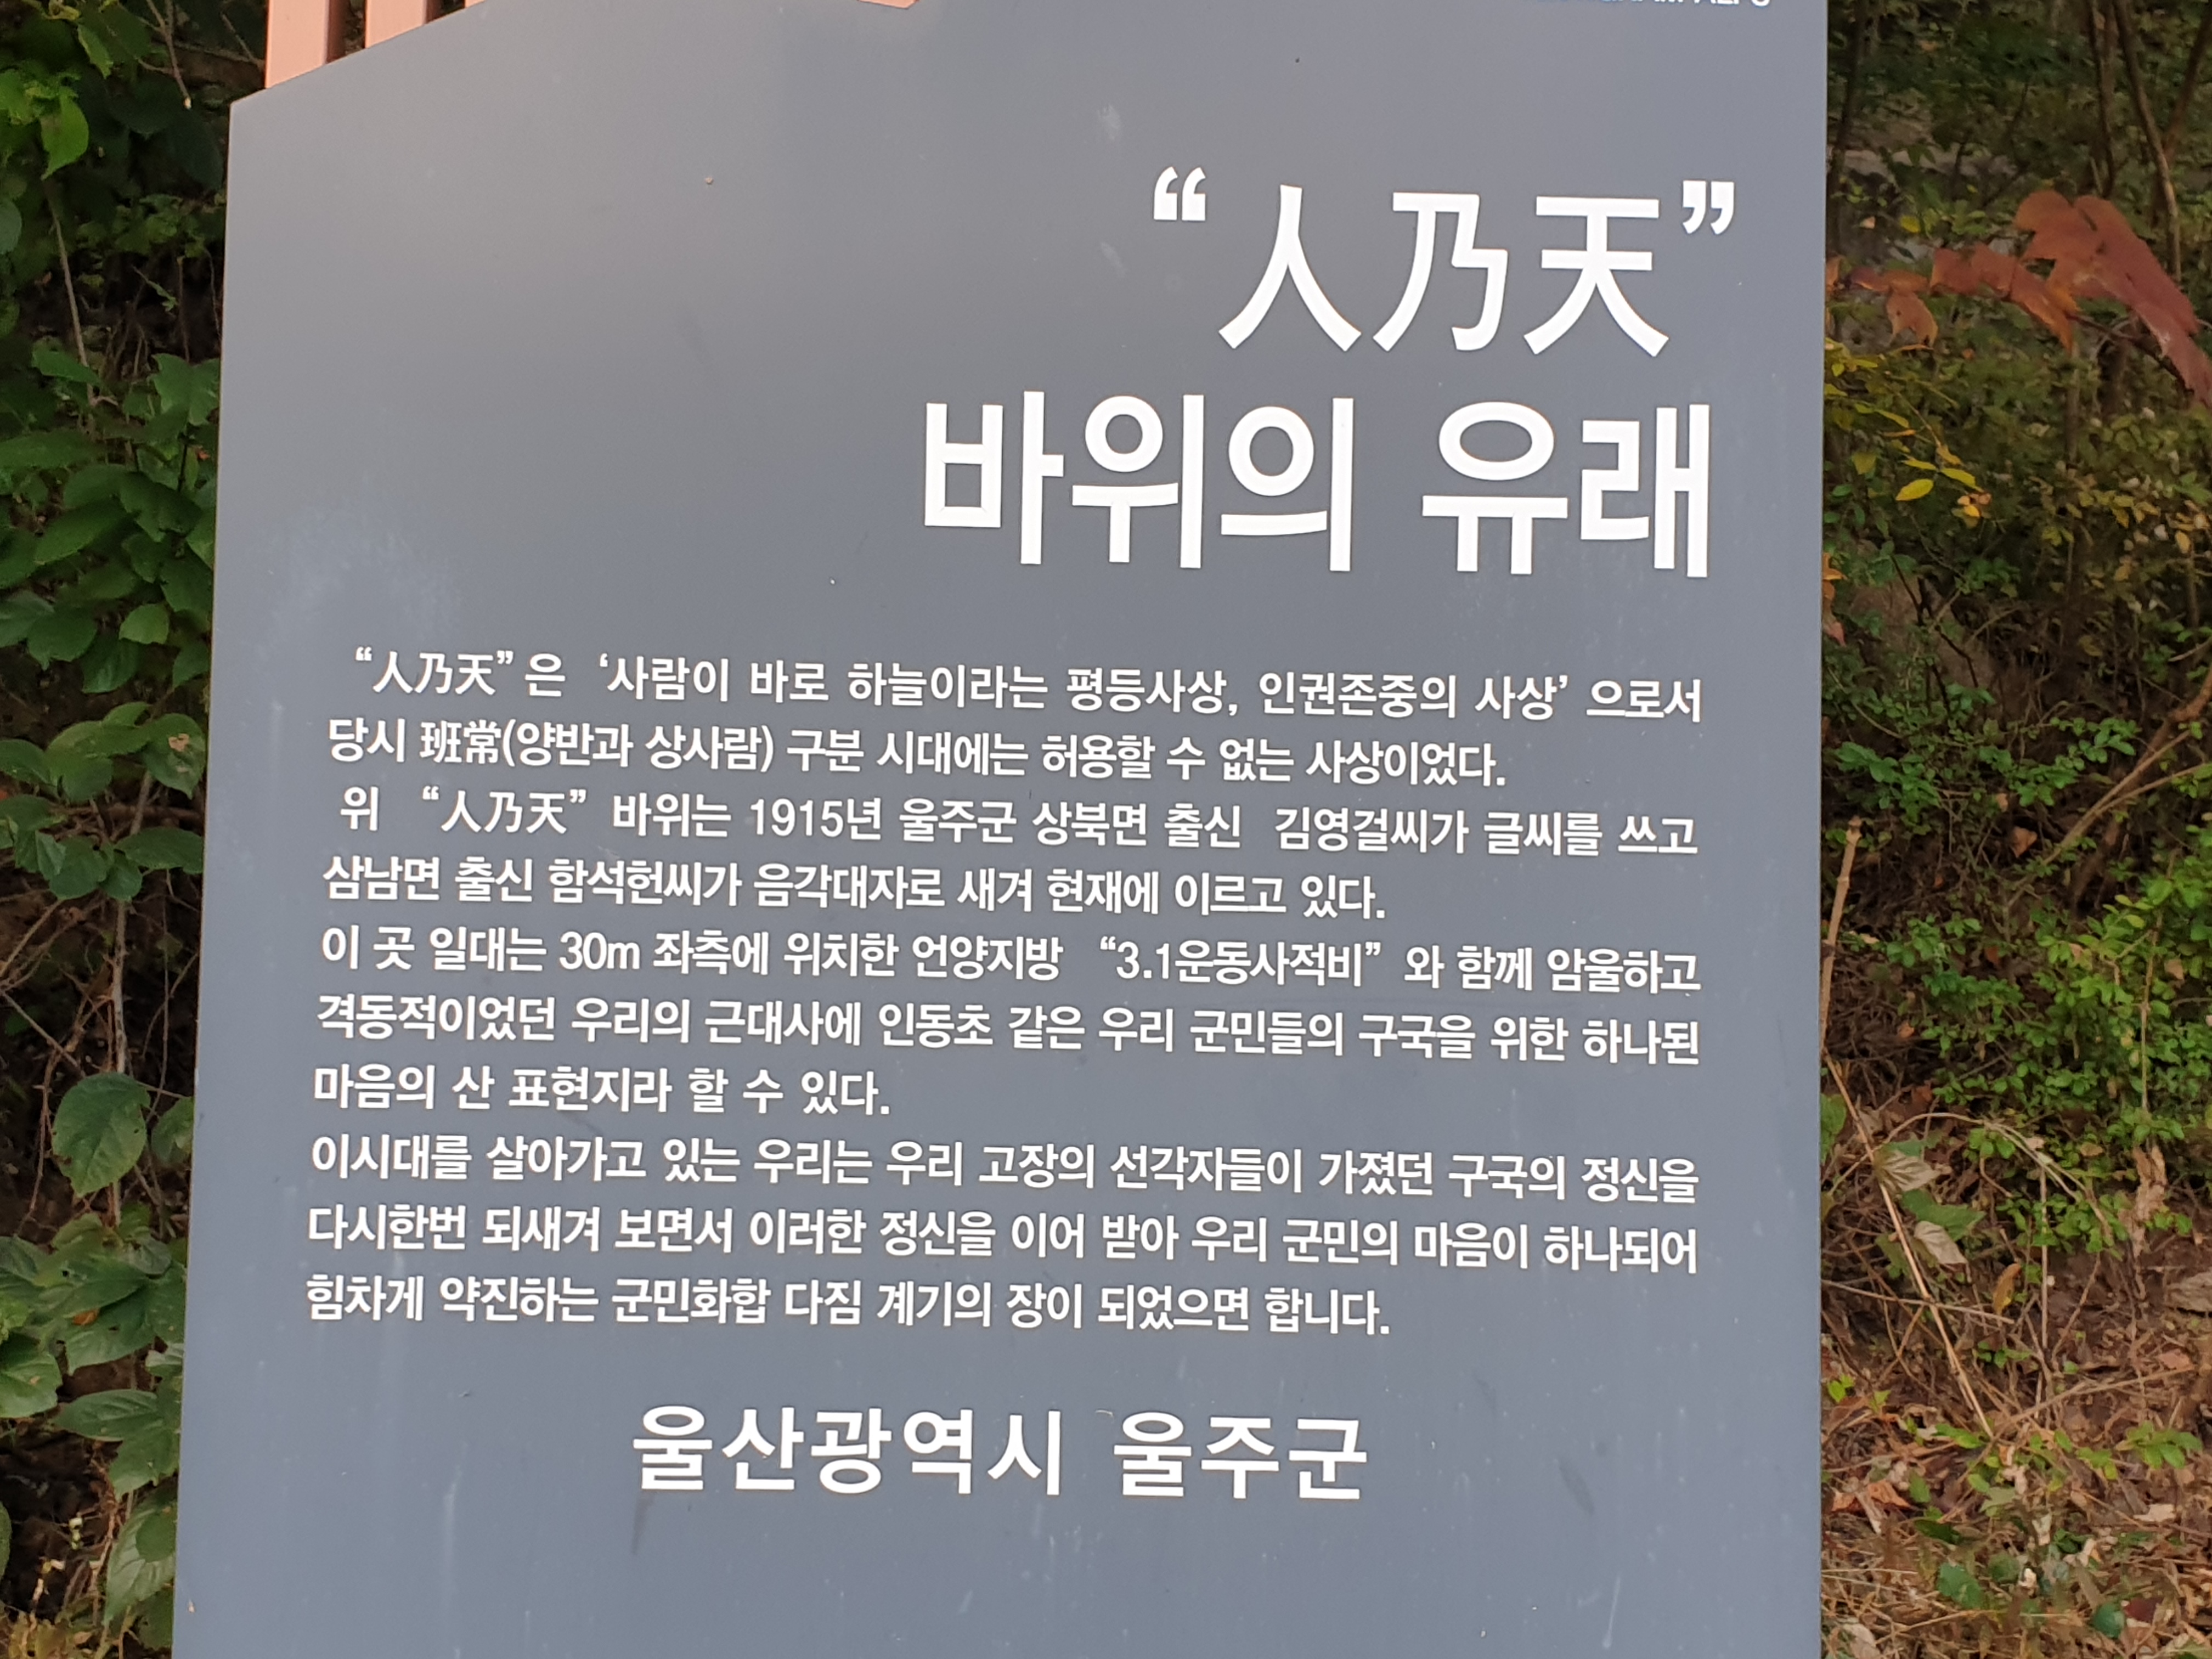 “人乃天”
바위의 유래
“人乃天”은 ‘사람이 바로 하늘이라는 평등사상, 인권존중의 사상’ 으로서
당시 班常(양반과 상사람) 구분 시대에는 허용할 수 없는 사상이었다.
위 “人乃天” 바위는 1915년 울주군 상북면 출신 김영걸씨가 글씨를 쓰고
삼남면 출신 함석헌씨가 음각대자로 새겨 현재에 이르고 있다.
이 곳 일대는 30m 좌측에 위치한 언양지방 “3.1운동사적비” 와 함께 암울하고
격동적이었던 우리의 근대사에 인동초 같은 우리 군민들의 구국을 위한 하나된
마음의 산 표현지라 할 수 있다.
이시대를 살아가고 있는 우리는 우리 고장의 선각자들이 가졌던 구국의 정신을
다시한번 되새겨 보면서 이러한 정신을 이어 받아 우리 군민의 마음이 하나되어
힘차게 약진하는 군민화합 다짐 계기의 장이 되었으면 합니다.
울산광역시 울주군